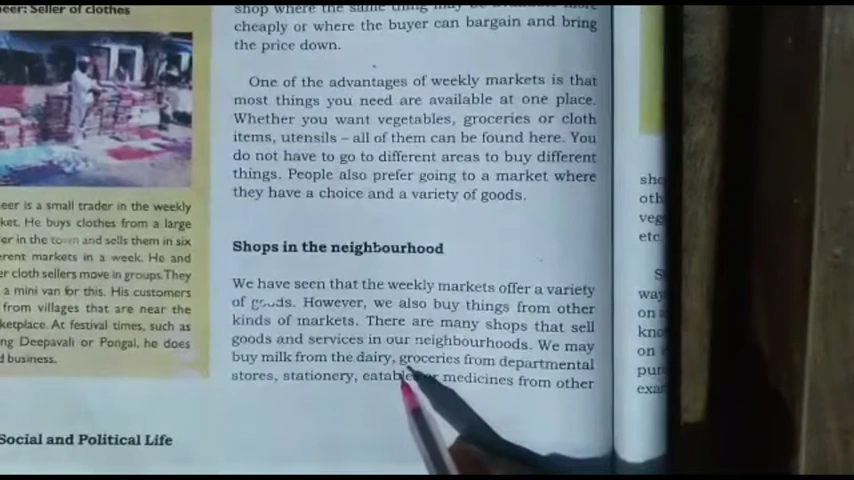 eer: Seller of clothes
eer is a small trader in the weekly
ket. He buys clothes from a large
er in the town and sells them in six
erent markets in a week. He and
er cloth sellers move in groups. They
a mini van for this. His customers
from villages that are near the
ketplace. At festival times, such as
ng Deepavali or Pongal, he does
d business.
Social and Political Life
shop where the same thing may be available more
cheaply or where the buyer can bargain and bring
the price down.
One of the advantages of weekly markets is that
most things you need are available at one place.
Whether you want vegetables, groceries or cloth
items, utensils – all of them can be found here. You
do not have to go to different areas to buy different
things. People also prefer going to a market where
they have a choice and a variety of goods.
Shops in the neighbourhood
We have seen that the weekly markets offer a variety
of goods. However, we also buy things from other
kinds of markets. There are many shops that sell
goods and services in our neighbourhoods. We may
buy milk from the dairy, groceries from departmental
stores, stationery, eatables or medicines from other
sho
oth
veg
etc.
S
way
on a
kno
on
pur
exa